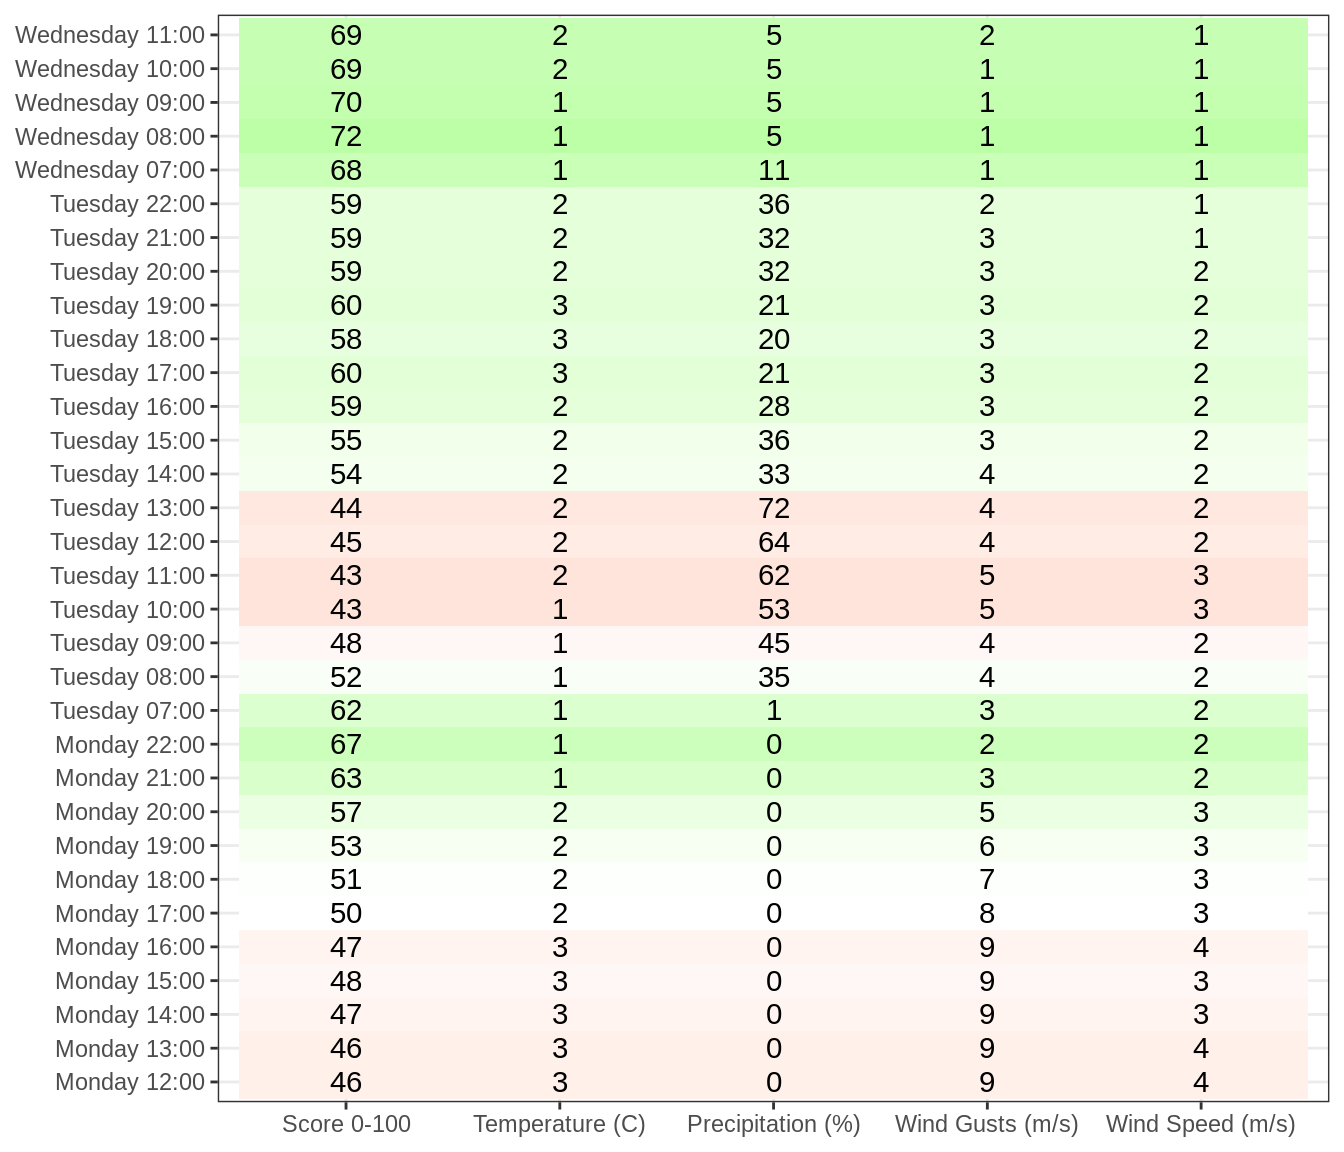 Wednesday 11:00 69 2 5 2 1
Wednesday 10:00 69 2 5 1 1
Wednesday 09:00 70 1 5 1 1
Wednesday 08:00 72 1 5 1 1
Wednesday 07:00 68 1 11 1 1
Tuesday 22:00 59 2 36 2 1
Tuesday 21:00 59 2 32 3 1
Tuesday 20:00 59 2 32 3 2
Tuesday 19:00 60 3 21 3 2
Tuesday 18:00 58 3 20 3 2
Tuesday 17:00 60 3 21 3 2
Tuesday 16:00 59 2 28 3 2
Tuesday 15:00 55 2 36 3 2
Tuesday 14:00 54 2 33 4 2
Tuesday 13:00 44 2 72 4 2
Tuesday 12:00 45 2 64 4 2
Tuesday 11:00 43 2 62 5 3
Tuesday 10:00 43 1 53 5 3
Tuesday 09:00 48 1 45 4 2
Tuesday 08:00 52 1 35 4 2
Tuesday 07:00 62 1 1 3 2
Monday 22:00 67 1 0 2 2
Monday 21:00 63 1 0 3 2
Monday 20:00 57 2 0 5 3
Monday 19:00 53 2 0 6 3
Monday 18:00 51 2 0 7 3
Monday 17:00 50 2 0 8 3
Monday 16:00 47 3 0 9 4
Monday 15:00 48 3 0 9 3
Monday 14:00 47 3 0 9 3
Monday 13:00 46 3 0 9 4
Monday 12:00 46 3 0 9 4
Score 0-100 Temperature (C) Precipitation (%) Wind Gusts (m/s) Wind Speed (m/s)